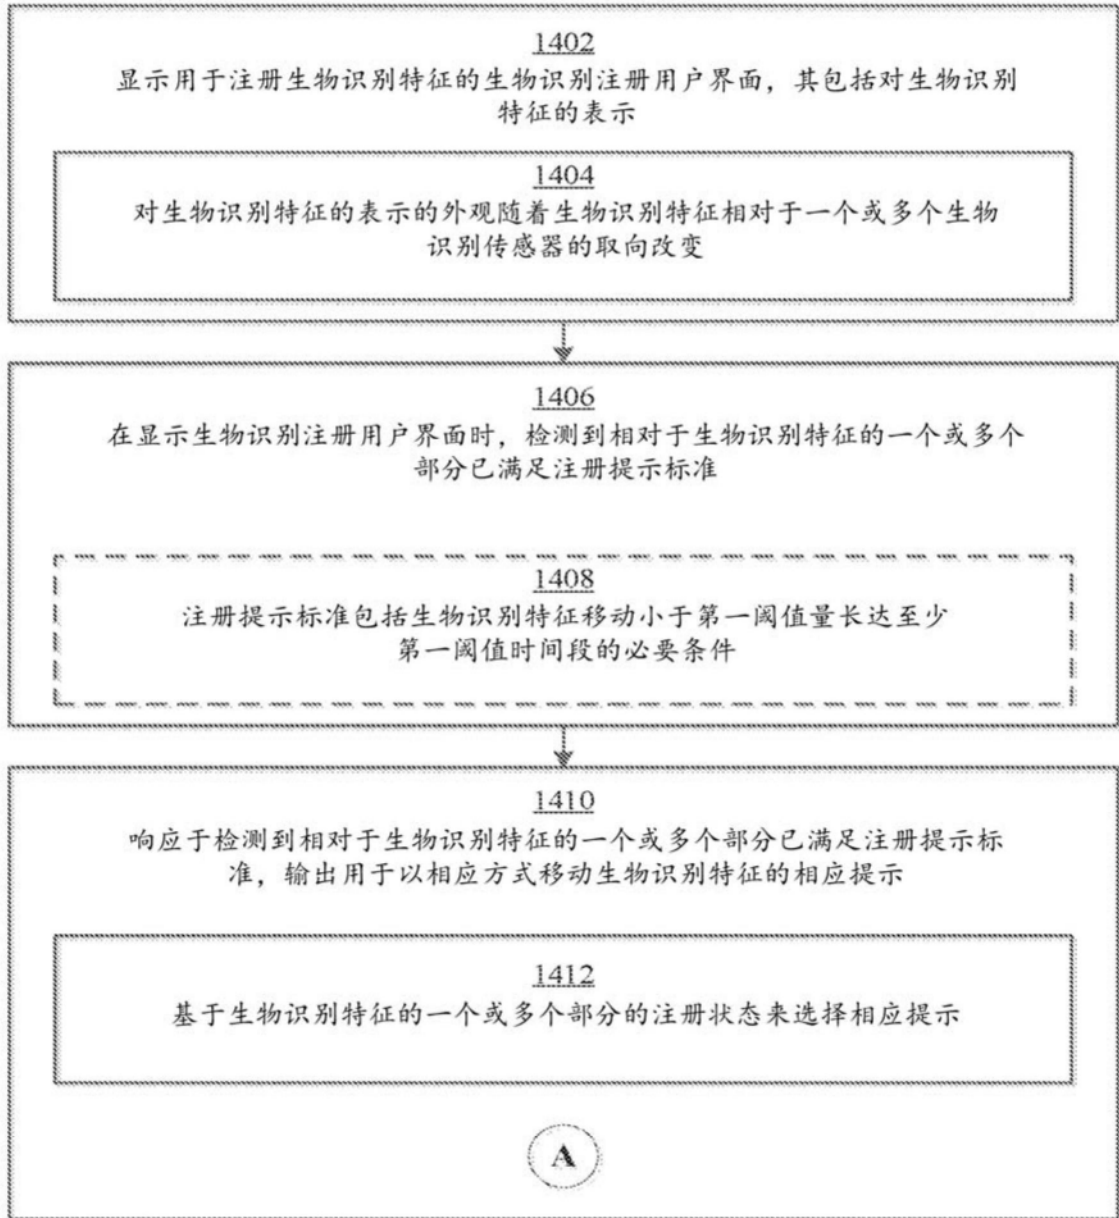 1402
显示用于注册生物识别特征的生物识别注册用户界面，其包括对生物识别
特征的表示
1404
对生物识别特征的表示的外观随着生物识别特征相对于一个或多个生物
识别传感器的取向改变
1406
在显示生物识别注册用户界面时，检测到相对于生物识别特征的一个或多个
部分已满足注册提示标准
1408
注册提示标准包括生物识别特征移动小于第一阈值量长达至少
第一阈值时间段的必要条件
1410
响应于检测到相对于生物识别特征的一个或多个部分已满足注册提示标
准，输出用于以相应方式移动生物识别特征的相应提示
1412
基于生物识别特征的一个或多个部分的注册状态来选择相应提示
A